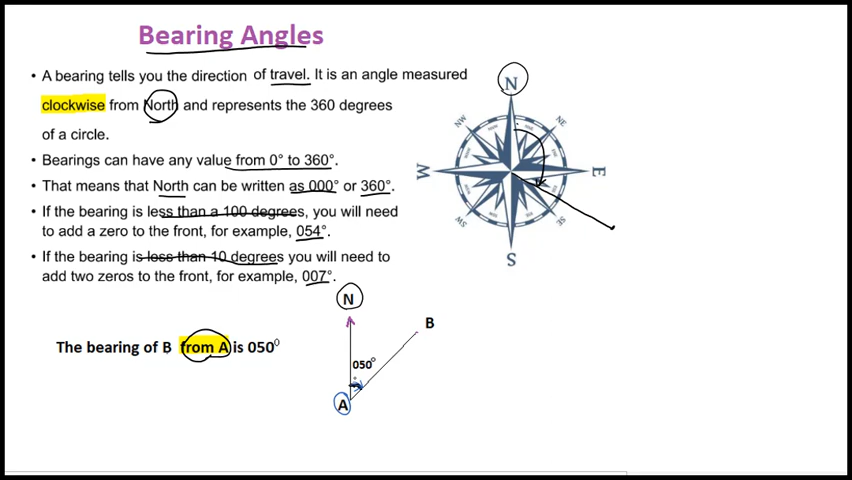 Bearing Angles
• A bearing tells you the direction of travel. It is an angle measured
clockwise from North and represents the 360 degrees
of a circle.
• Bearings can have any value from 0° to 360°.
• That means that North can be written as 000° or 360°.
• If the bearing is less than a 100 degrees, you will need
to add a zero to the front, for example, 054°.
• If the bearing is less than 10 degrees you will need to
add two zeros to the front, for example, 007°.
The bearing of B from A is 050⁰
N
B
050°
A
N
NW
NE
W
E
SW
SE
S